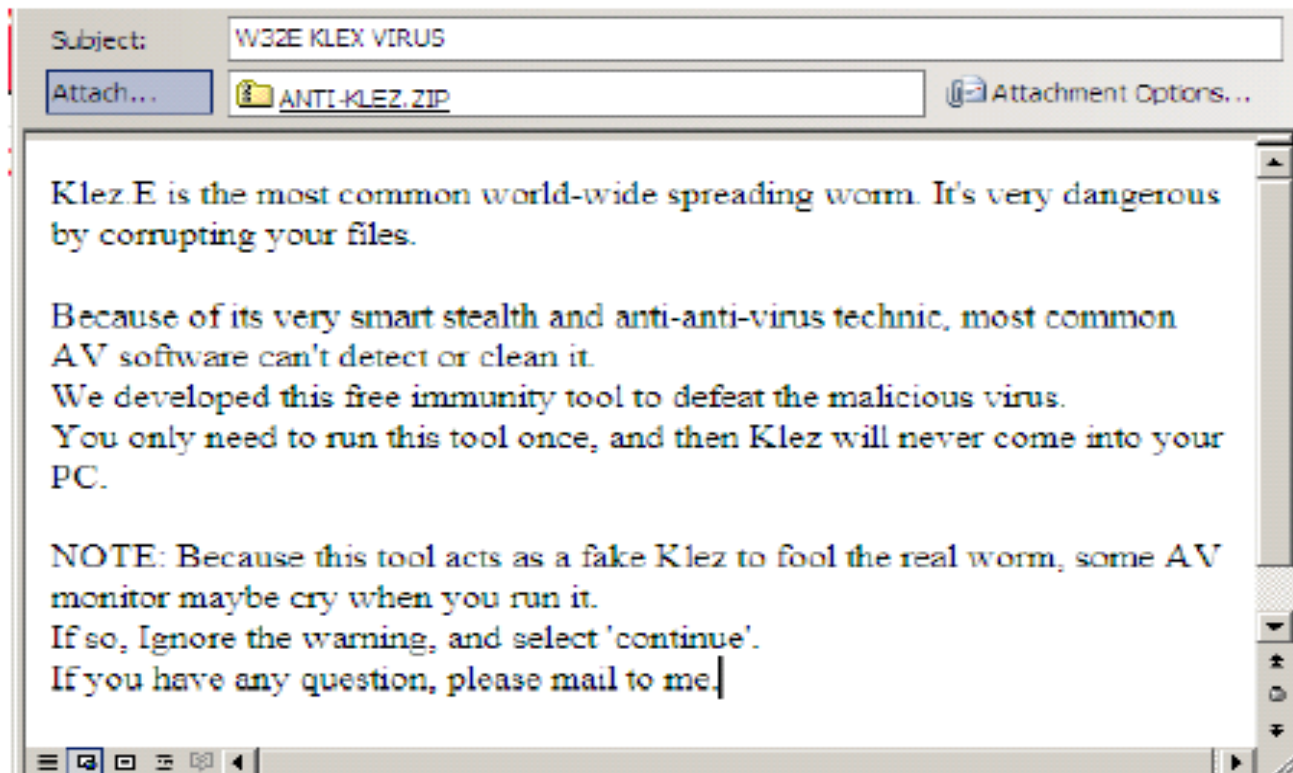 Subject: W32E KLEX VIRUS
Attach... ANTI-KLEZ.ZIP Attachment Options...
Klez.E is the most common world-wide spreading worm. It's very dangerous
by corrupting your files.
Because of its very smart stealth and anti-anti-virus technic, most common
AV software can't detect or clean it.
We developed this free immunity tool to defeat the malicious virus.
You only need to run this tool once, and then Klez will never come into your
PC.
NOTE: Because this tool acts as a fake Klez to fool the real worm, some AV
monitor maybe cry when you run it.
If so, Ignore the warning, and select 'continue'.
If you have any question, please mail to me.